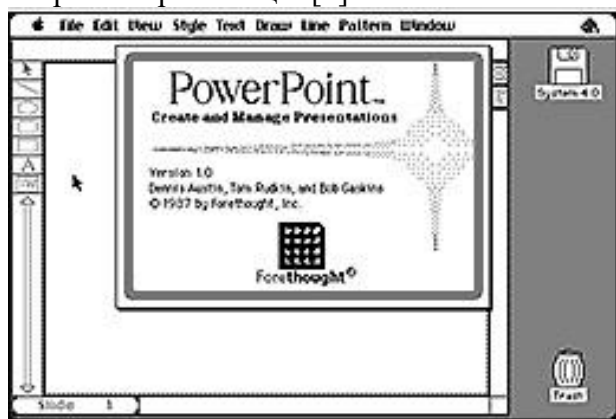 File Edit View Style Text Draw Line Pattern Window
System 4.0
PowerPoint™
Create and Manage Presentations
Version 1.0
Dennis Austin, Tom Rudkin, and Bob Gaskins
© 1987 by Forethought, Inc.
Forethought®
A
Slide 1
Trash